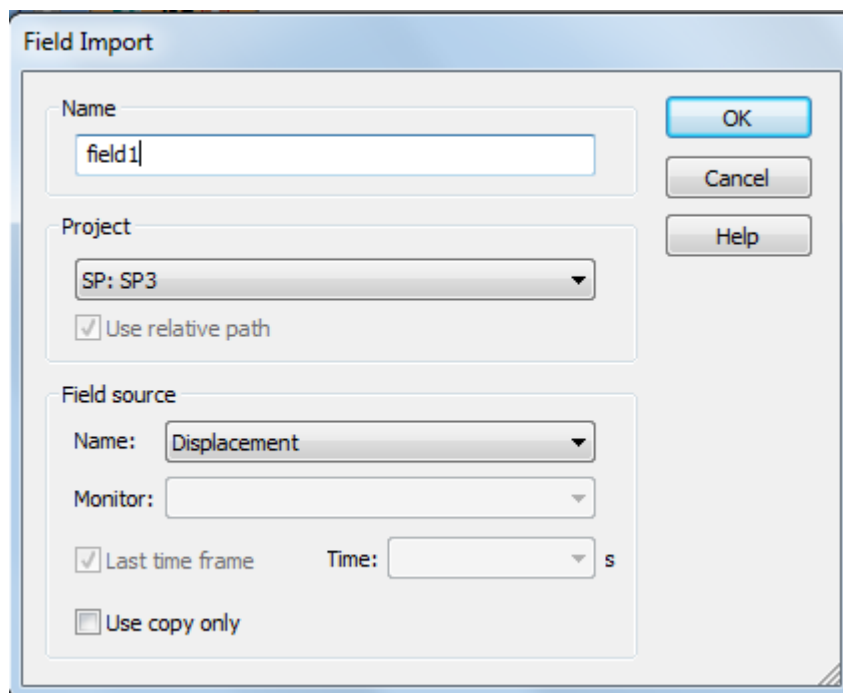 Field Import
Name
field1
OK
Cancel
Help
Project
SP: SP3
Use relative path
Field source
Name: Displacement
Monitor:
Last time frame Time: s
Use copy only